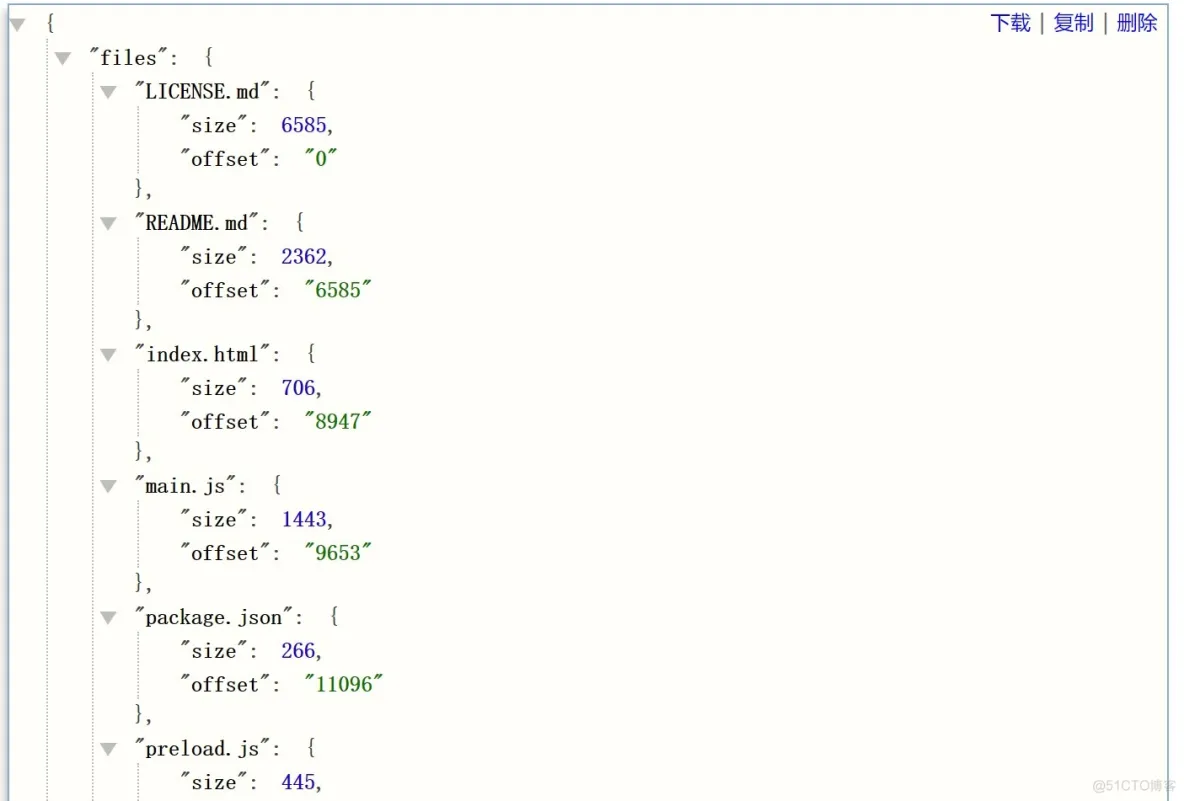 {
下载 | 复制 | 删除
"files": {
"LICENSE.md": {
"size": 6585,
"offset": "0"
},
"README.md": {
"size": 2362,
"offset": "6585"
},
"index.html": {
"size": 706,
"offset": "8947"
},
"main.js": {
"size": 1443,
"offset": "9653"
},
"package.json": {
"size": 266,
"offset": "11096"
},
"preload.js": {
"size": 445,
@51CTO博客